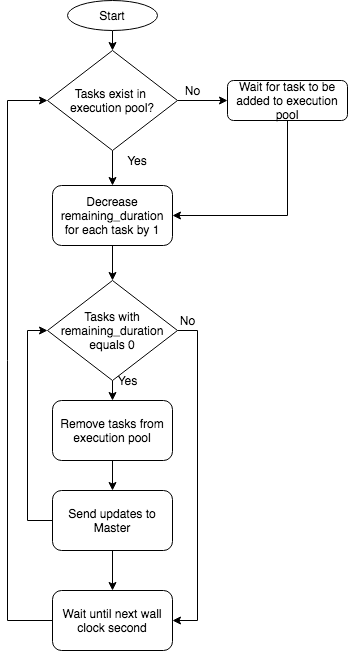 Start
Tasks exist in
execution pool?
No
Wait for task to be
added to execution
pool
Yes
Decrease
remaining_duration
for each task by 1
Tasks with
remaining_duration
equals 0
No
Yes
Remove tasks from
execution pool
Send updates to
Master
Wait until next wall
clock second